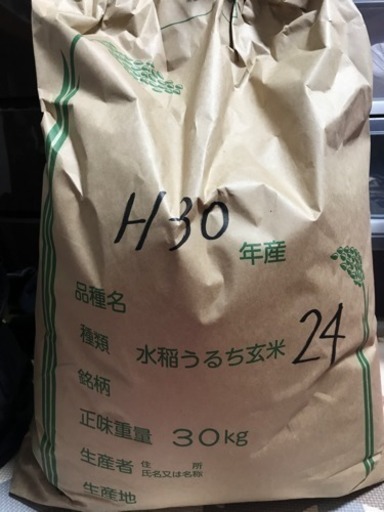 H30 年産
品種名
種類 水稲うるち玄米 24
銘柄
正味重量 30kg
生産者 住所
氏名又は名称
生産地